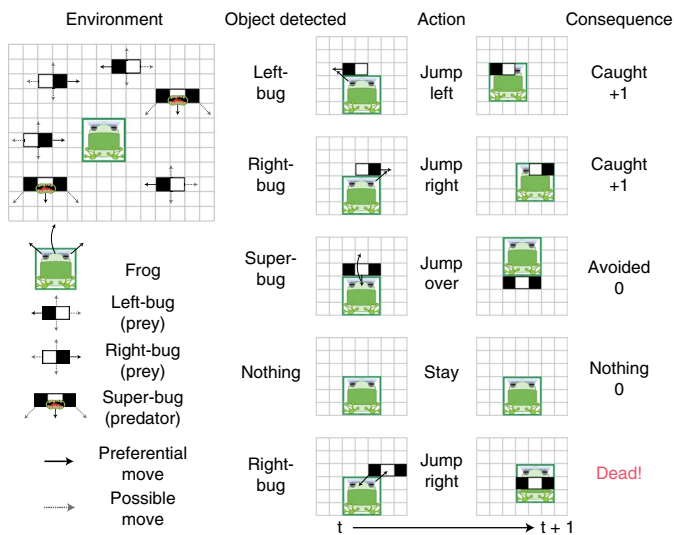 Environment
Object detected
Action
Consequence
Left-
bug
Jump
left
Caught
+1
Right-
bug
Jump
right
Caught
+1
Super-
bug
Jump
over
Avoided
0
Nothing
Stay
Nothing
0
Right-
bug
Jump
right
Dead!
t
t + 1
Frog
Left-bug
(prey)
Right-bug
(prey)
Super-bug
(predator)
Preferential
move
Possible
move